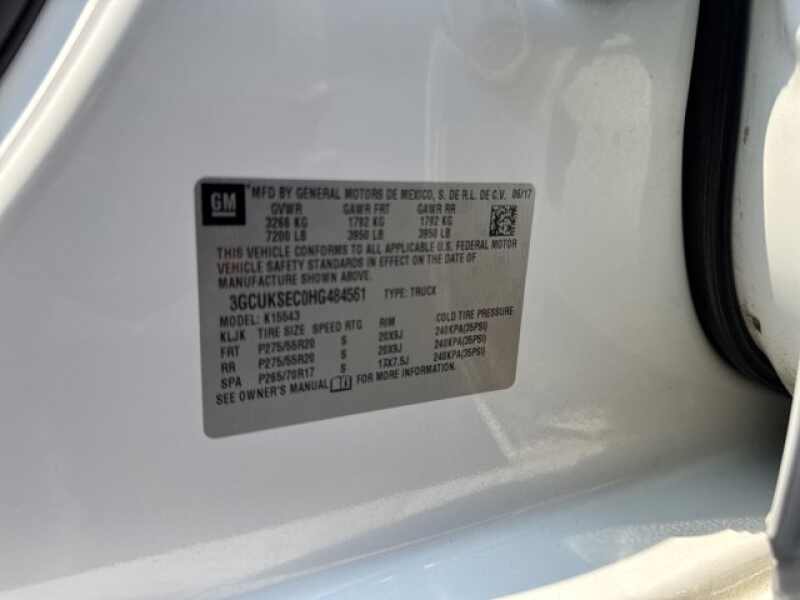 GM
MFD BY GENERAL MOTORS DE MEXICO, S. DE R.L. DE C.V. 06/17
GVWR GAWR FRT GAWR RR
3266 KG 1792 KG 1792 KG
7200 LB 3950 LB 3950 LB
THIS VEHICLE CONFORMS TO ALL APPLICABLE U.S. FEDERAL MOTOR
VEHICLE SAFETY STANDARDS IN EFFECT ON THE DATE OF
MANUFACTURE SHOWN ABOVE.
3GCUKSEC0HG484561 TYPE: TRUCK
MODEL: K15543
KLJK TIRE SIZE SPEED RTG RIM COLD TIRE PRESSURE
FRT P275/55R20 S 20X9J 240KPA(35PSI)
RR P275/55R20 S 20X9J 240KPA(35PSI)
SPA P265/70R17 S 17X7.5J 240KPA(35PSI)
SEE OWNER'S MANUAL FOR MORE INFORMATION.